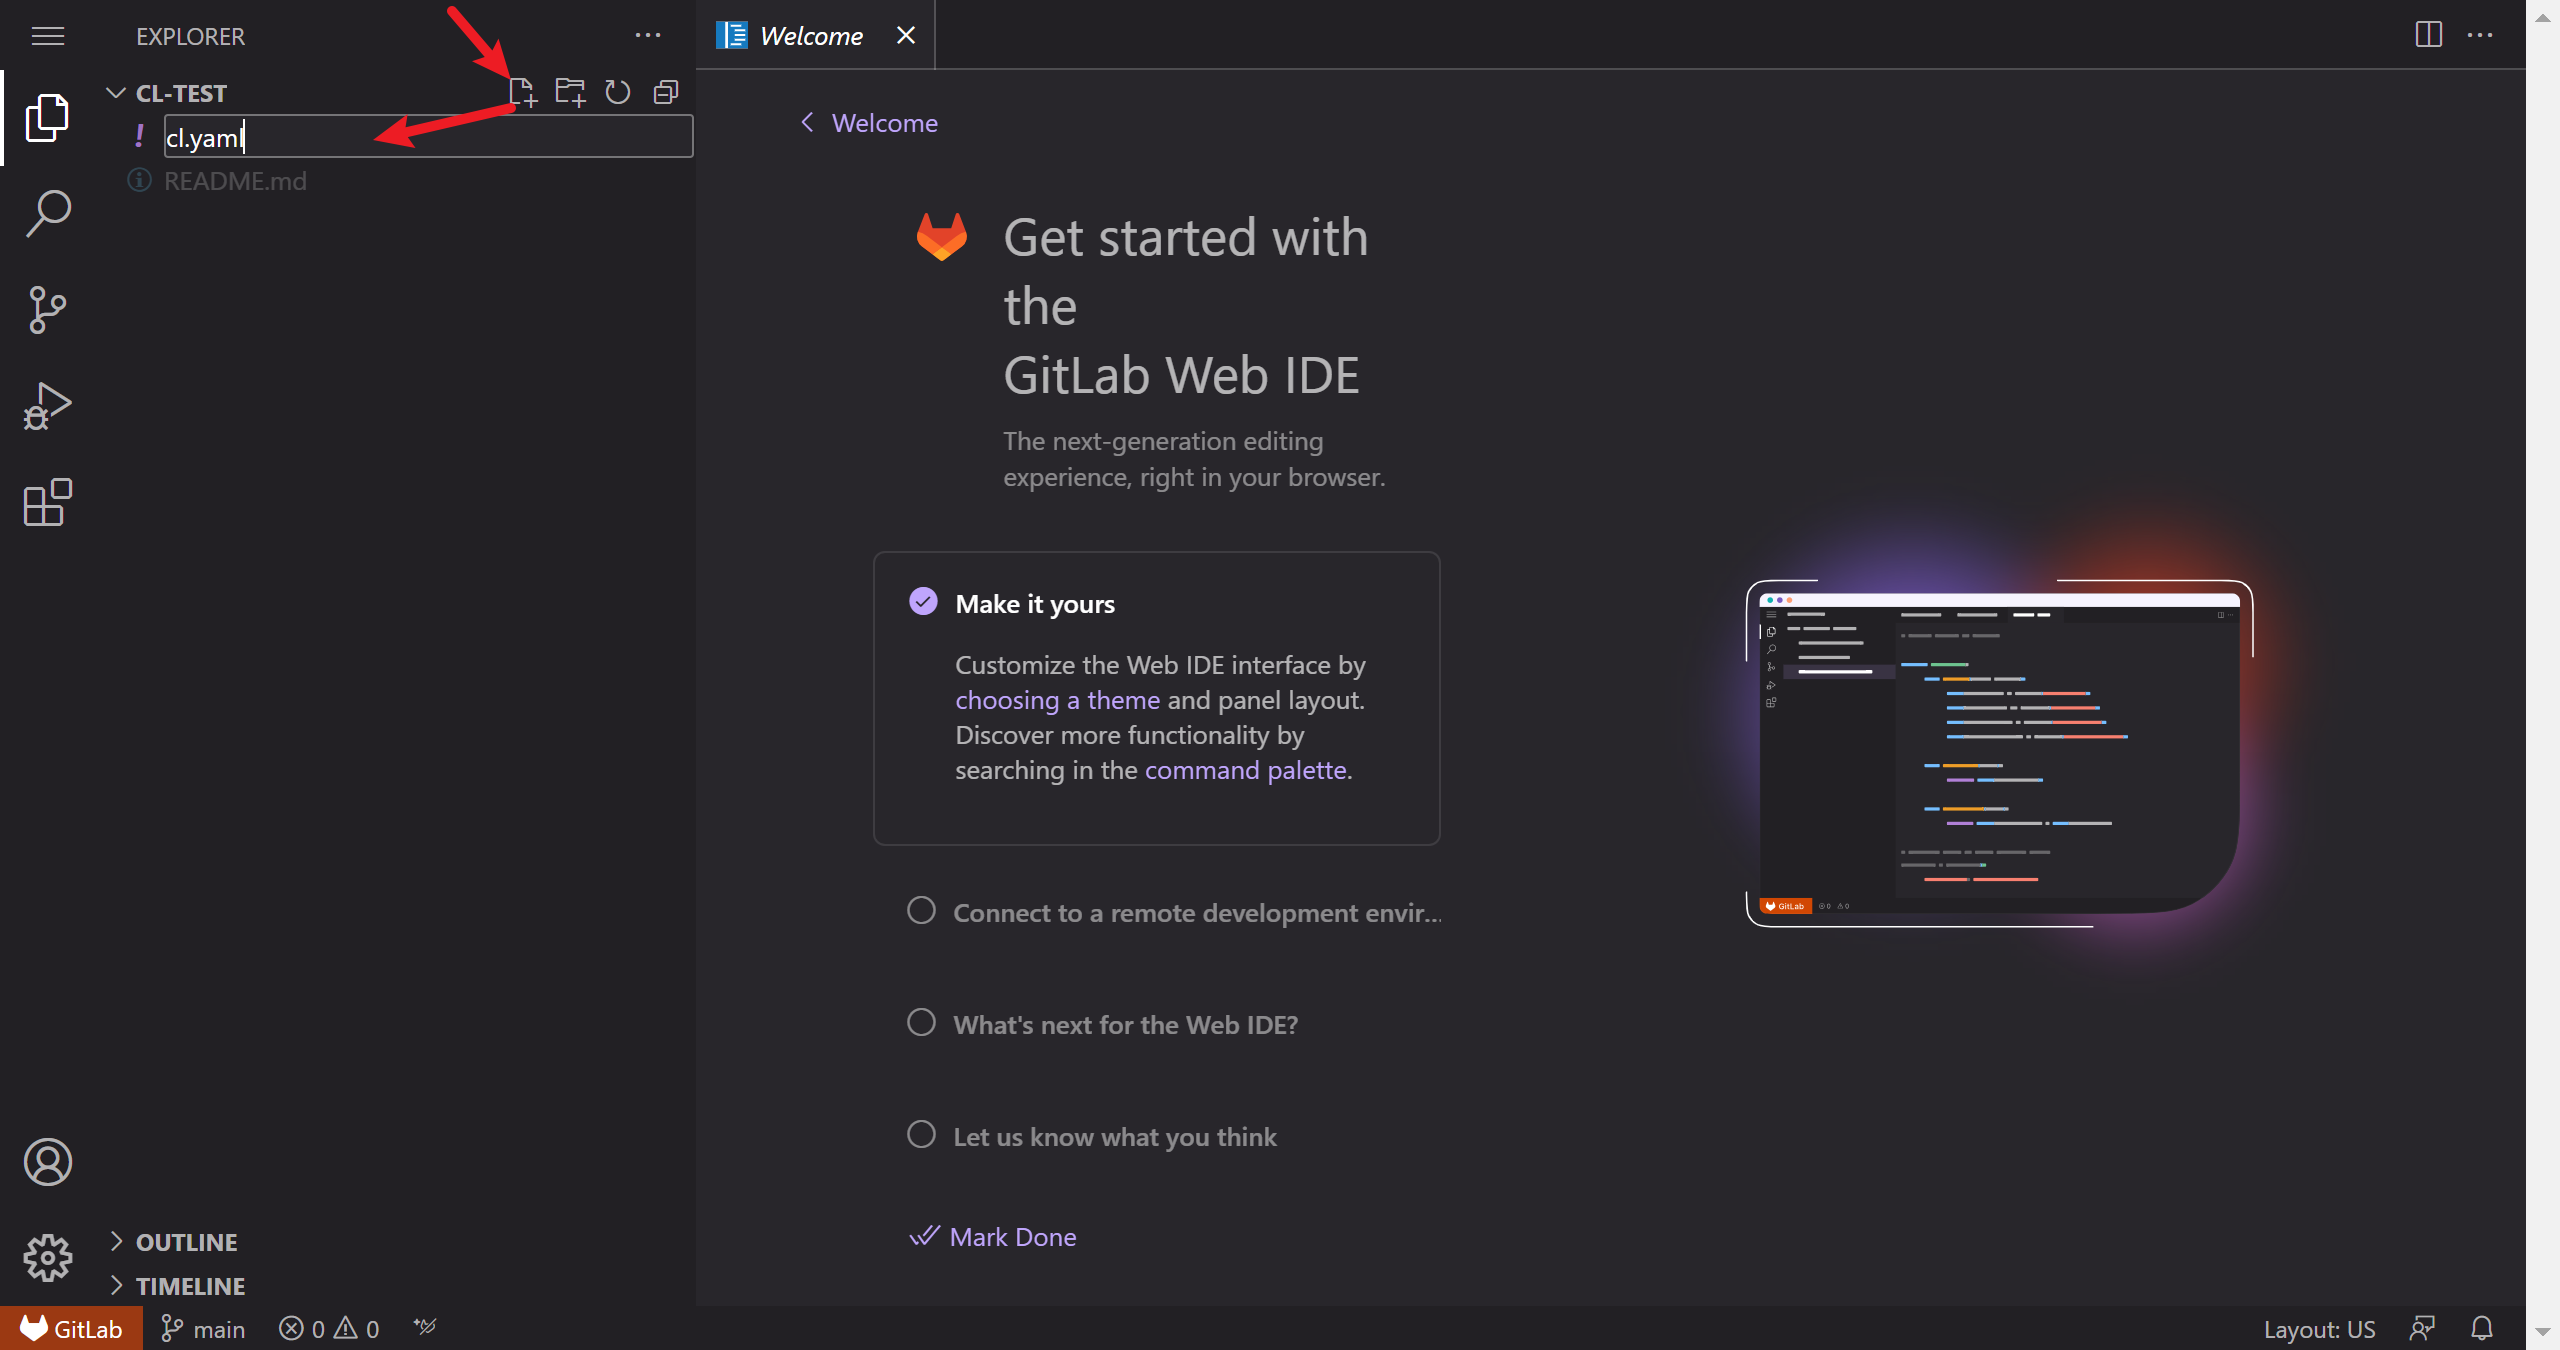 EXPLORER
Welcome
CL-TEST
cl.yaml
README.md
Welcome
Get started with
the
GitLab Web IDE
The next-generation editing
experience, right in your browser.
Make it yours
Customize the Web IDE interface by
choosing a theme and panel layout.
Discover more functionality by
searching in the command palette.
Connect to a remote development envir...
What's next for the Web IDE?
Let us know what you think
Mark Done
GitLab 0 0
OUTLINE
TIMELINE
GitLab main 0 0 Layout: US